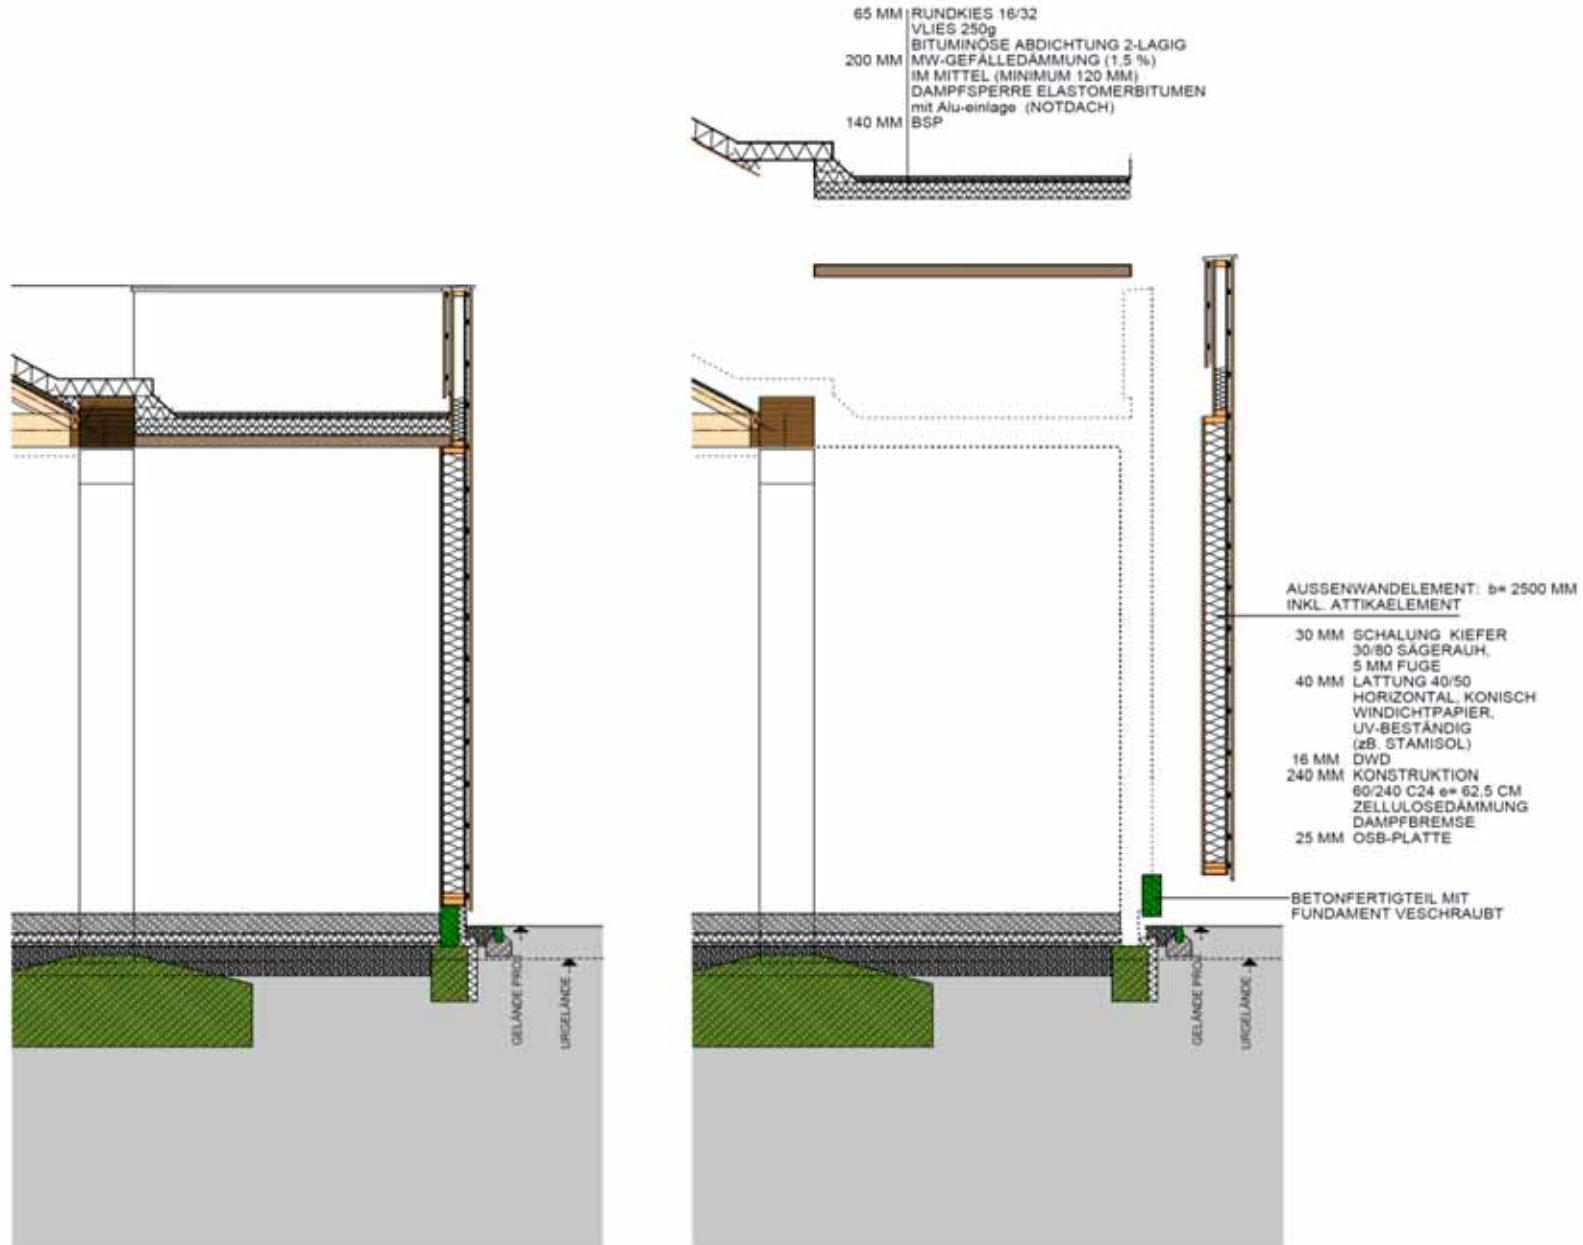 65 MM RUNDKIES 16/32
VLIES 250g
BITUMINÖSE ABDICHTUNG 2-LAGIG
200 MM MW-GEFÄLLEDÄMMUNG (1,5 %)
IM MITTEL (MINIMUM 120 MM)
DAMPFSPERRE ELASTOMERBITUMEN
mit Alu-einlage (NOTDACH)
140 MM BSP
AUSSENWANDELEMENT: b= 2500 MM
INKL. ATTIKAELEMENT
30 MM SCHALUNG KIEFER
30/80 SÄGERAUH,
5 MM FUGE
40 MM LATTUNG 40/50
HORIZONTAL, KONISCH
WINDICHTPAPIER,
UV-BESTÄNDIG
(zB. STAMISOL)
16 MM DWD
240 MM KONSTRUKTION
60/240 C24 e= 62,5 CM
ZELLULOSEDÄMMUNG
DAMPFBREMSE
25 MM OSB-PLATTE
BETONFERTIGTEIL MIT
FUNDAMENT VESCHRAUBT
GELÄNDE PROJ.
URGELÄNDE
GELÄNDE PROJ.
URGELÄNDE